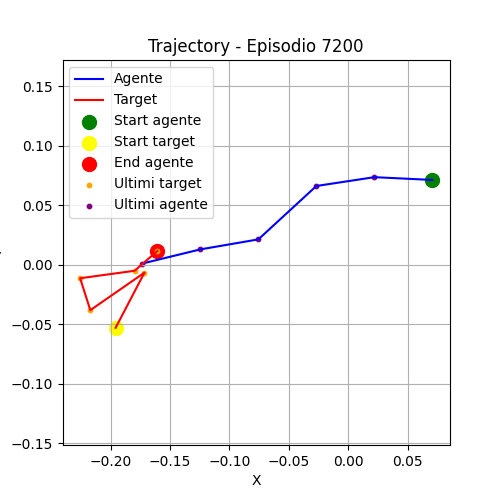 Trajectory - Episodio 7200
Agente
Target
Start agente
Start target
End agente
Ultimi target
Ultimi agente
0.15
0.10
0.05
0.00
−0.05
−0.10
−0.15
−0.20
−0.15
−0.10
−0.05
0.00
0.05
X